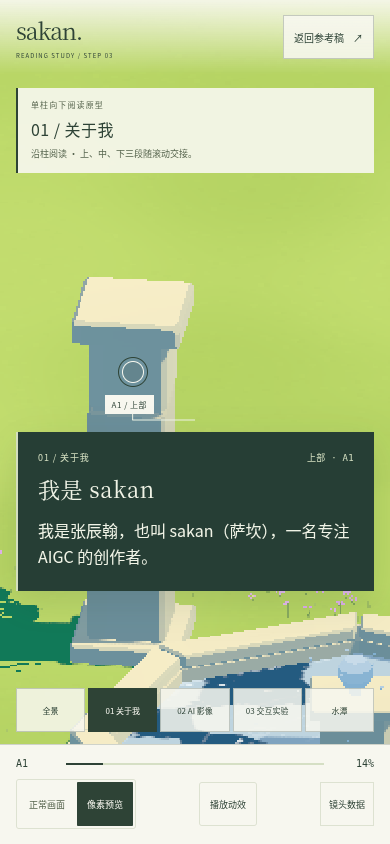 sakan.
READING STUDY / STEP 03
返回参考稿 ↗
单柱向下阅读原型
01 / 关于我
沿柱阅读 · 上、中、下三段随滚动交接。
A1 / 上部
01 / 关于我
上部 · A1
我是 sakan
我是张辰翰，也叫 sakan（萨坎），一名专注
AIGC 的创作者。
全景
01 关于我
02 AI 影像
03 交互实验
水潭
A1
14%
正常画面
像素预览
播放动效
镜头数据